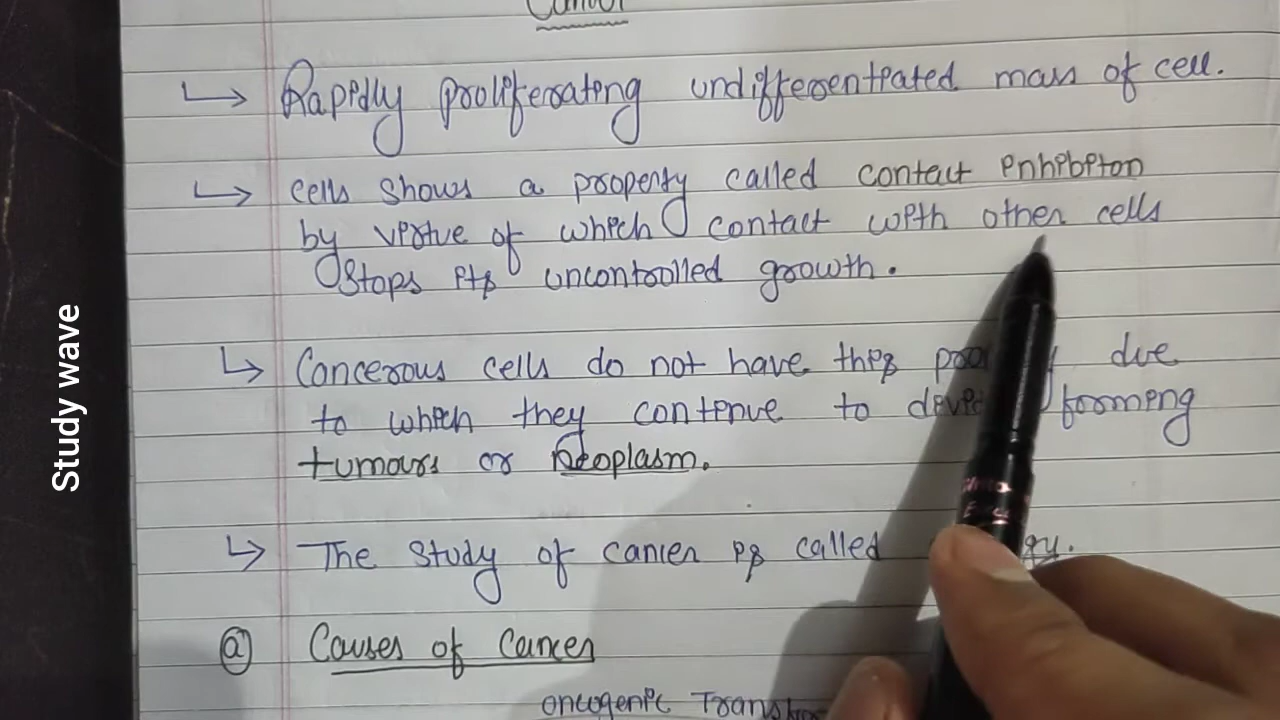 Cancer
↳ Rapidly proliferating undifferentiated mass of cell.
↳ cells shows a property called contact inhibition
by virtue of which contact with other cells
stops its uncontrolled growth.
↳ Cancerous cells do not have this due
to which they continue to forming
tumours or Neoplasm.
↳ The study of cancer is called
ⓐ Causes of Cancer
oncogenic
Study wave